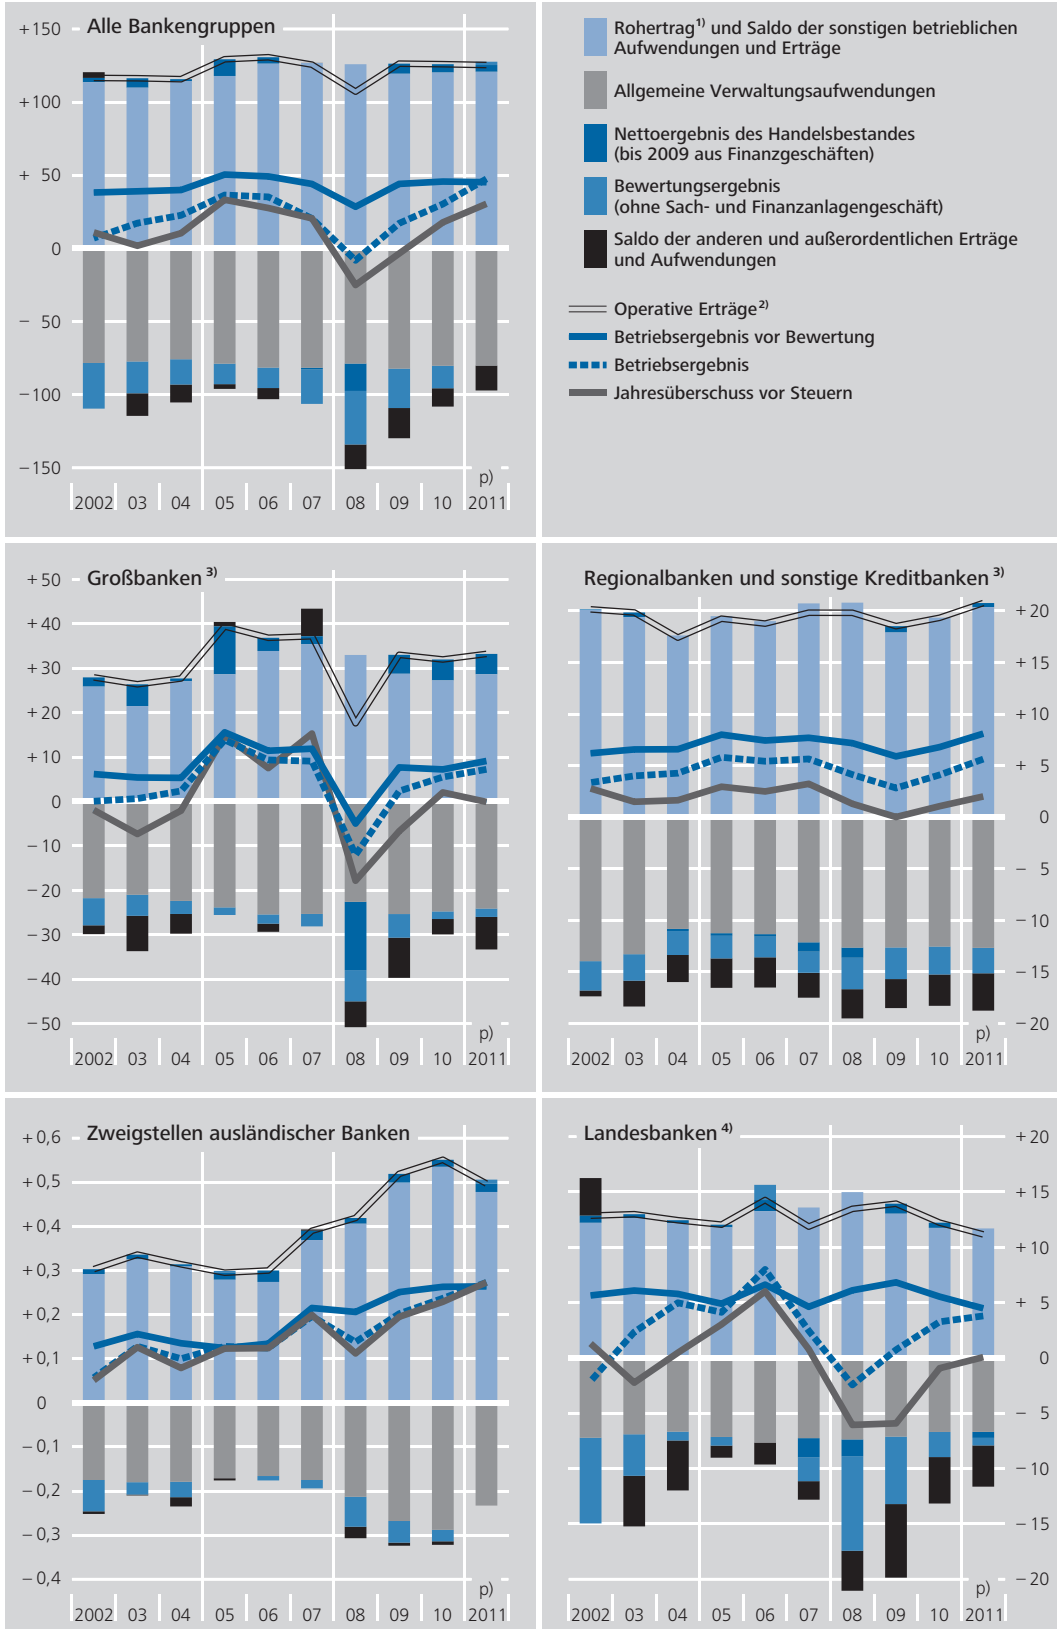 Alle Bankengruppen
+ 150
+ 100
+ 50
0
− 50
− 100
− 150
p)
2002 03 04 05 06 07 08 09 10 2011
Rohertrag¹⁾ und Saldo der sonstigen betrieblichen
Aufwendungen und Erträge
Allgemeine Verwaltungsaufwendungen
Nettoergebnis des Handelsbestandes
(bis 2009 aus Finanzgeschäften)
Bewertungsergebnis
(ohne Sach- und Finanzanlagengeschäft)
Saldo der anderen und außerordentlichen Erträge
und Aufwendungen
Operative Erträge²⁾
Betriebsergebnis vor Bewertung
Betriebsergebnis
Jahresüberschuss vor Steuern
Großbanken ³⁾
+ 50
+ 40
+ 30
+ 20
+ 10
0
− 10
− 20
− 30
− 40
− 50
p)
2002 03 04 05 06 07 08 09 10 2011
Regionalbanken und sonstige Kreditbanken ³⁾
+ 20
+ 15
+ 10
+ 5
0
− 5
− 10
− 15
− 20
p)
2002 03 04 05 06 07 08 09 10 2011
Zweigstellen ausländischer Banken
+ 0,6
+ 0,5
+ 0,4
+ 0,3
+ 0,2
+ 0,1
0
− 0,1
− 0,2
− 0,3
− 0,4
p)
2002 03 04 05 06 07 08 09 10 2011
Landesbanken ⁴⁾
+ 20
+ 15
+ 10
+ 5
0
− 5
− 10
− 15
− 20
p)
2002 03 04 05 06 07 08 09 10 2011